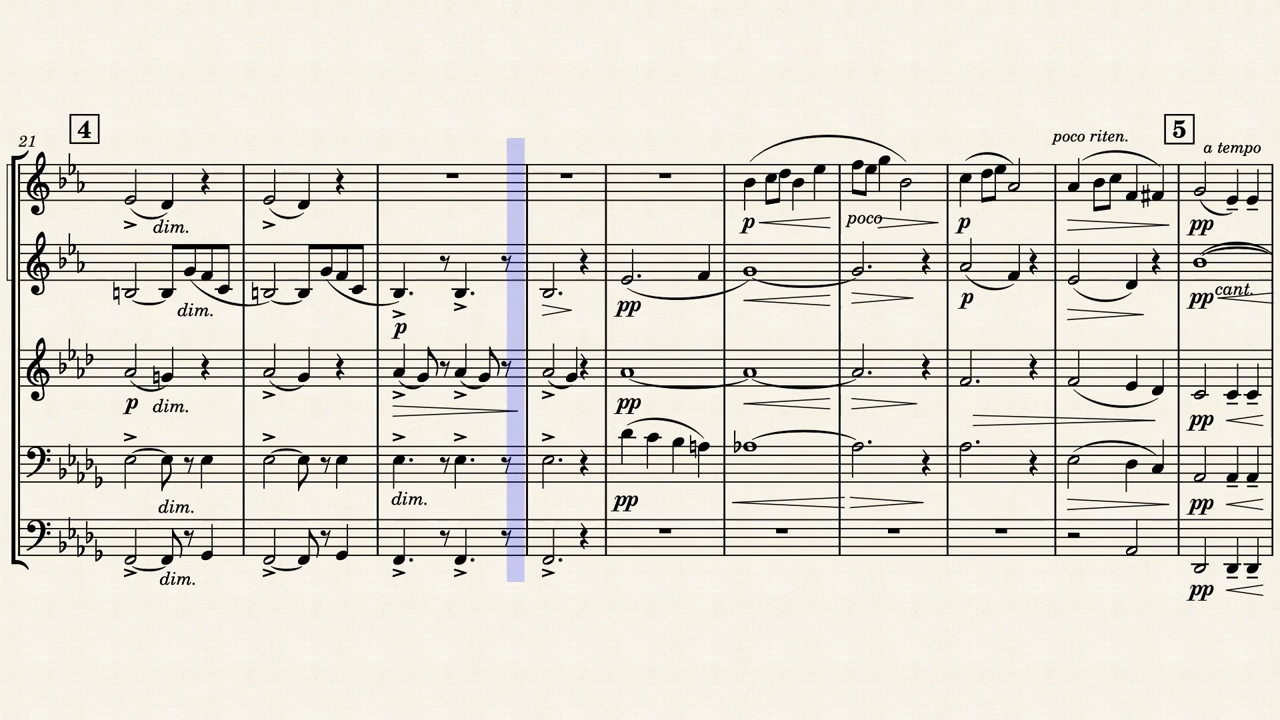 poco riten.
4 5
21 a tempo
dim. p poco p pp
dim. pp pp cant.
p p
p dim. pp pp
dim. dim. pp pp
dim. pp